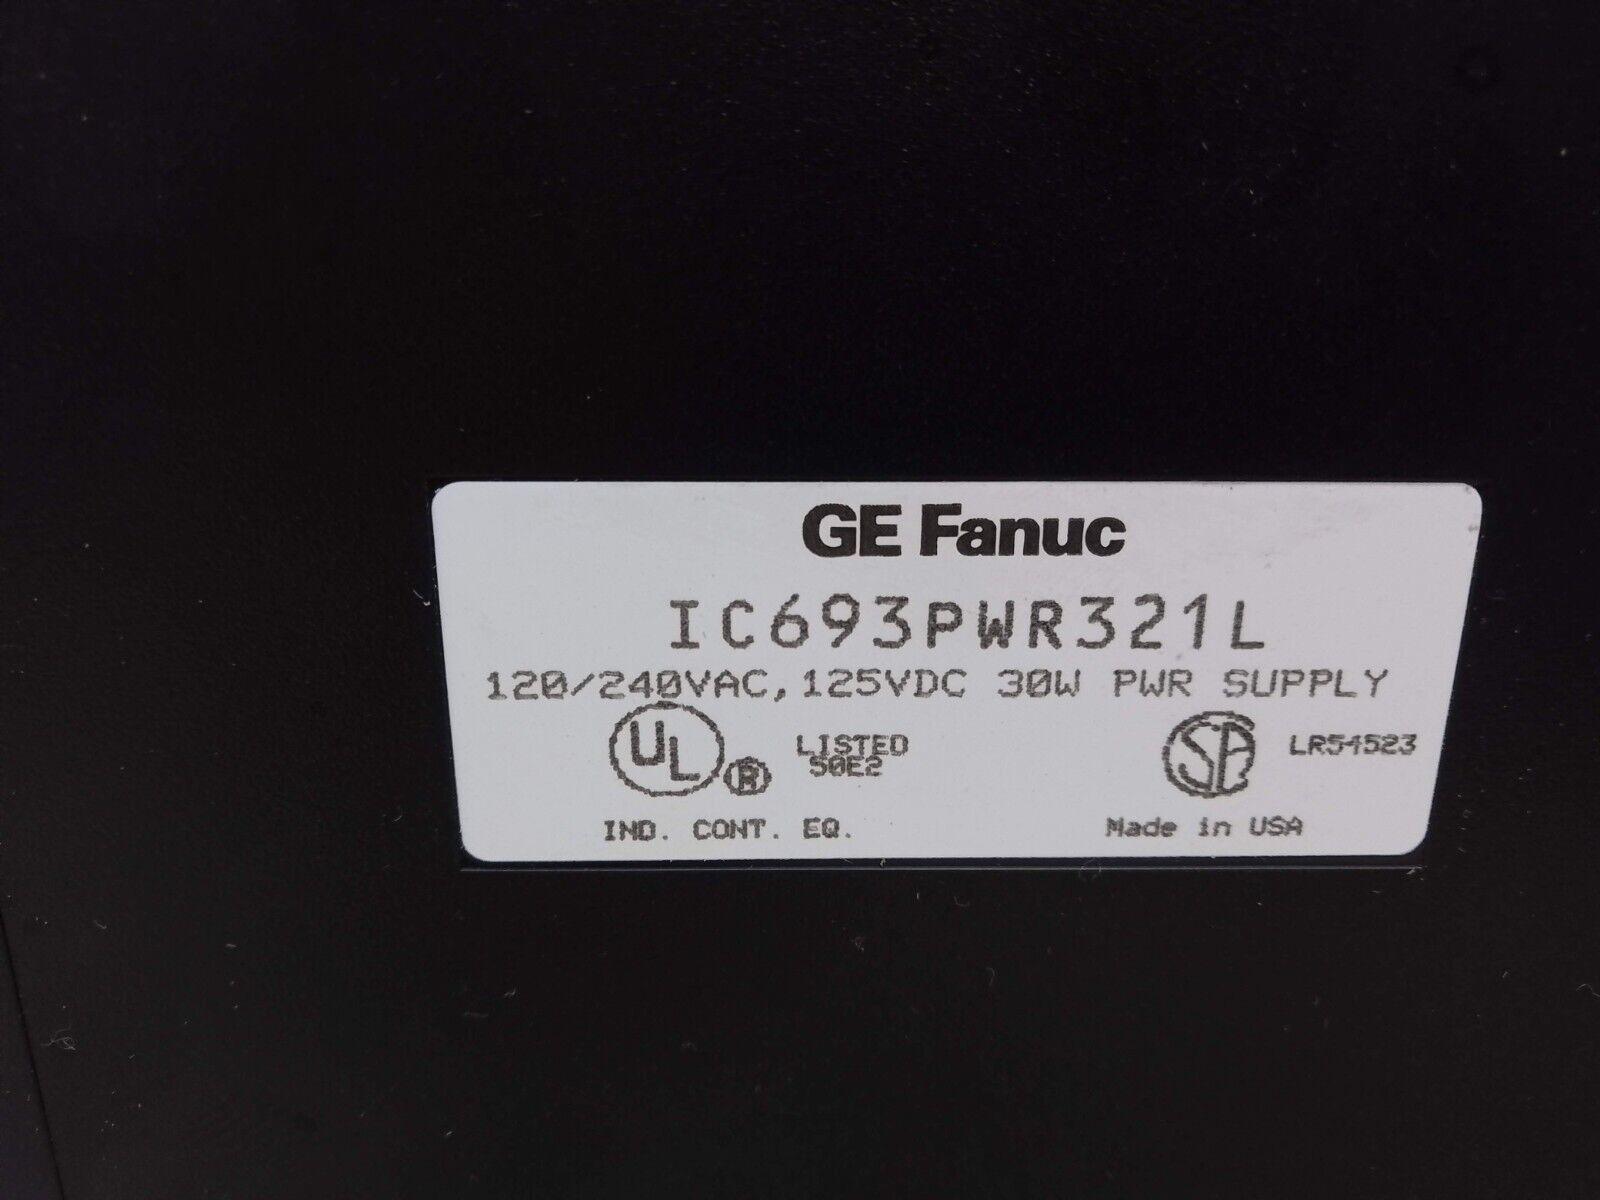 GE Fanuc
IC693PWR321L
120/240VAC, 125VDC 30W PWR SUPPLY
UL ® LISTED SA LR54523
50E2
IND. CONT. EQ. Made in USA